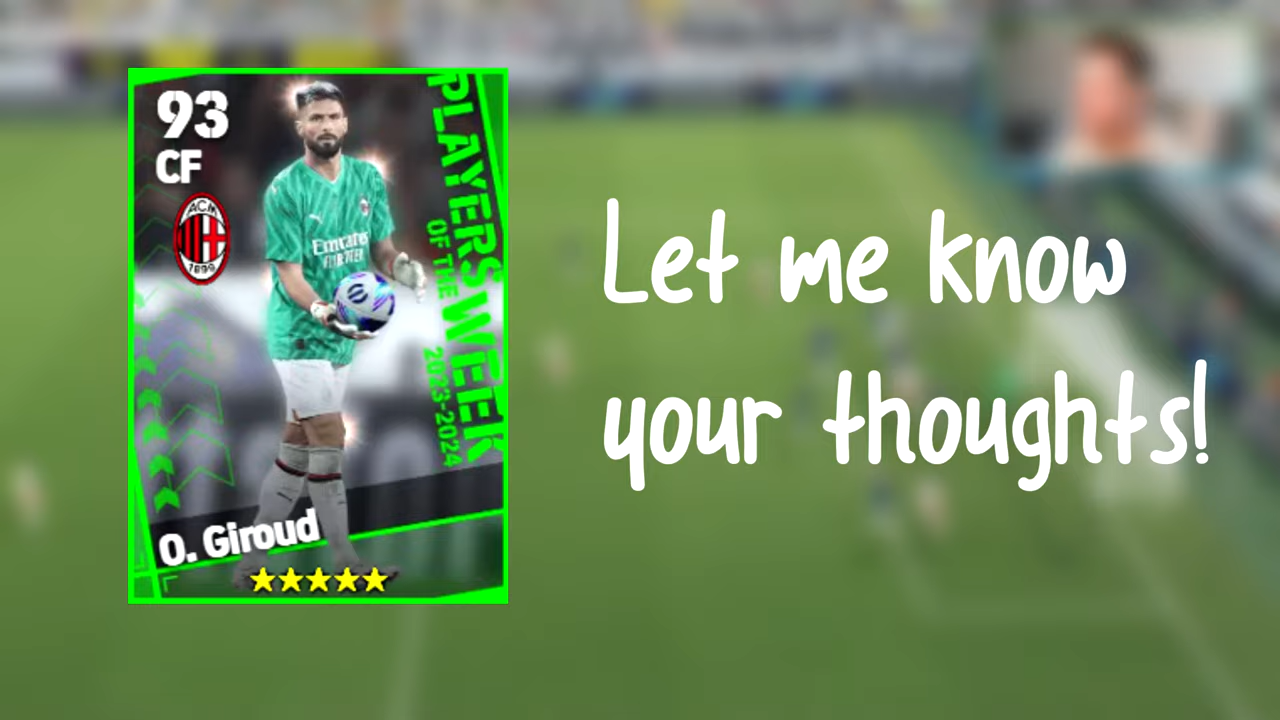 93
CF
ACM
1899
PLAYERS
OF THE
WEEK
2023-2024
Emirates
O. Giroud
Let me know
your thoughts!